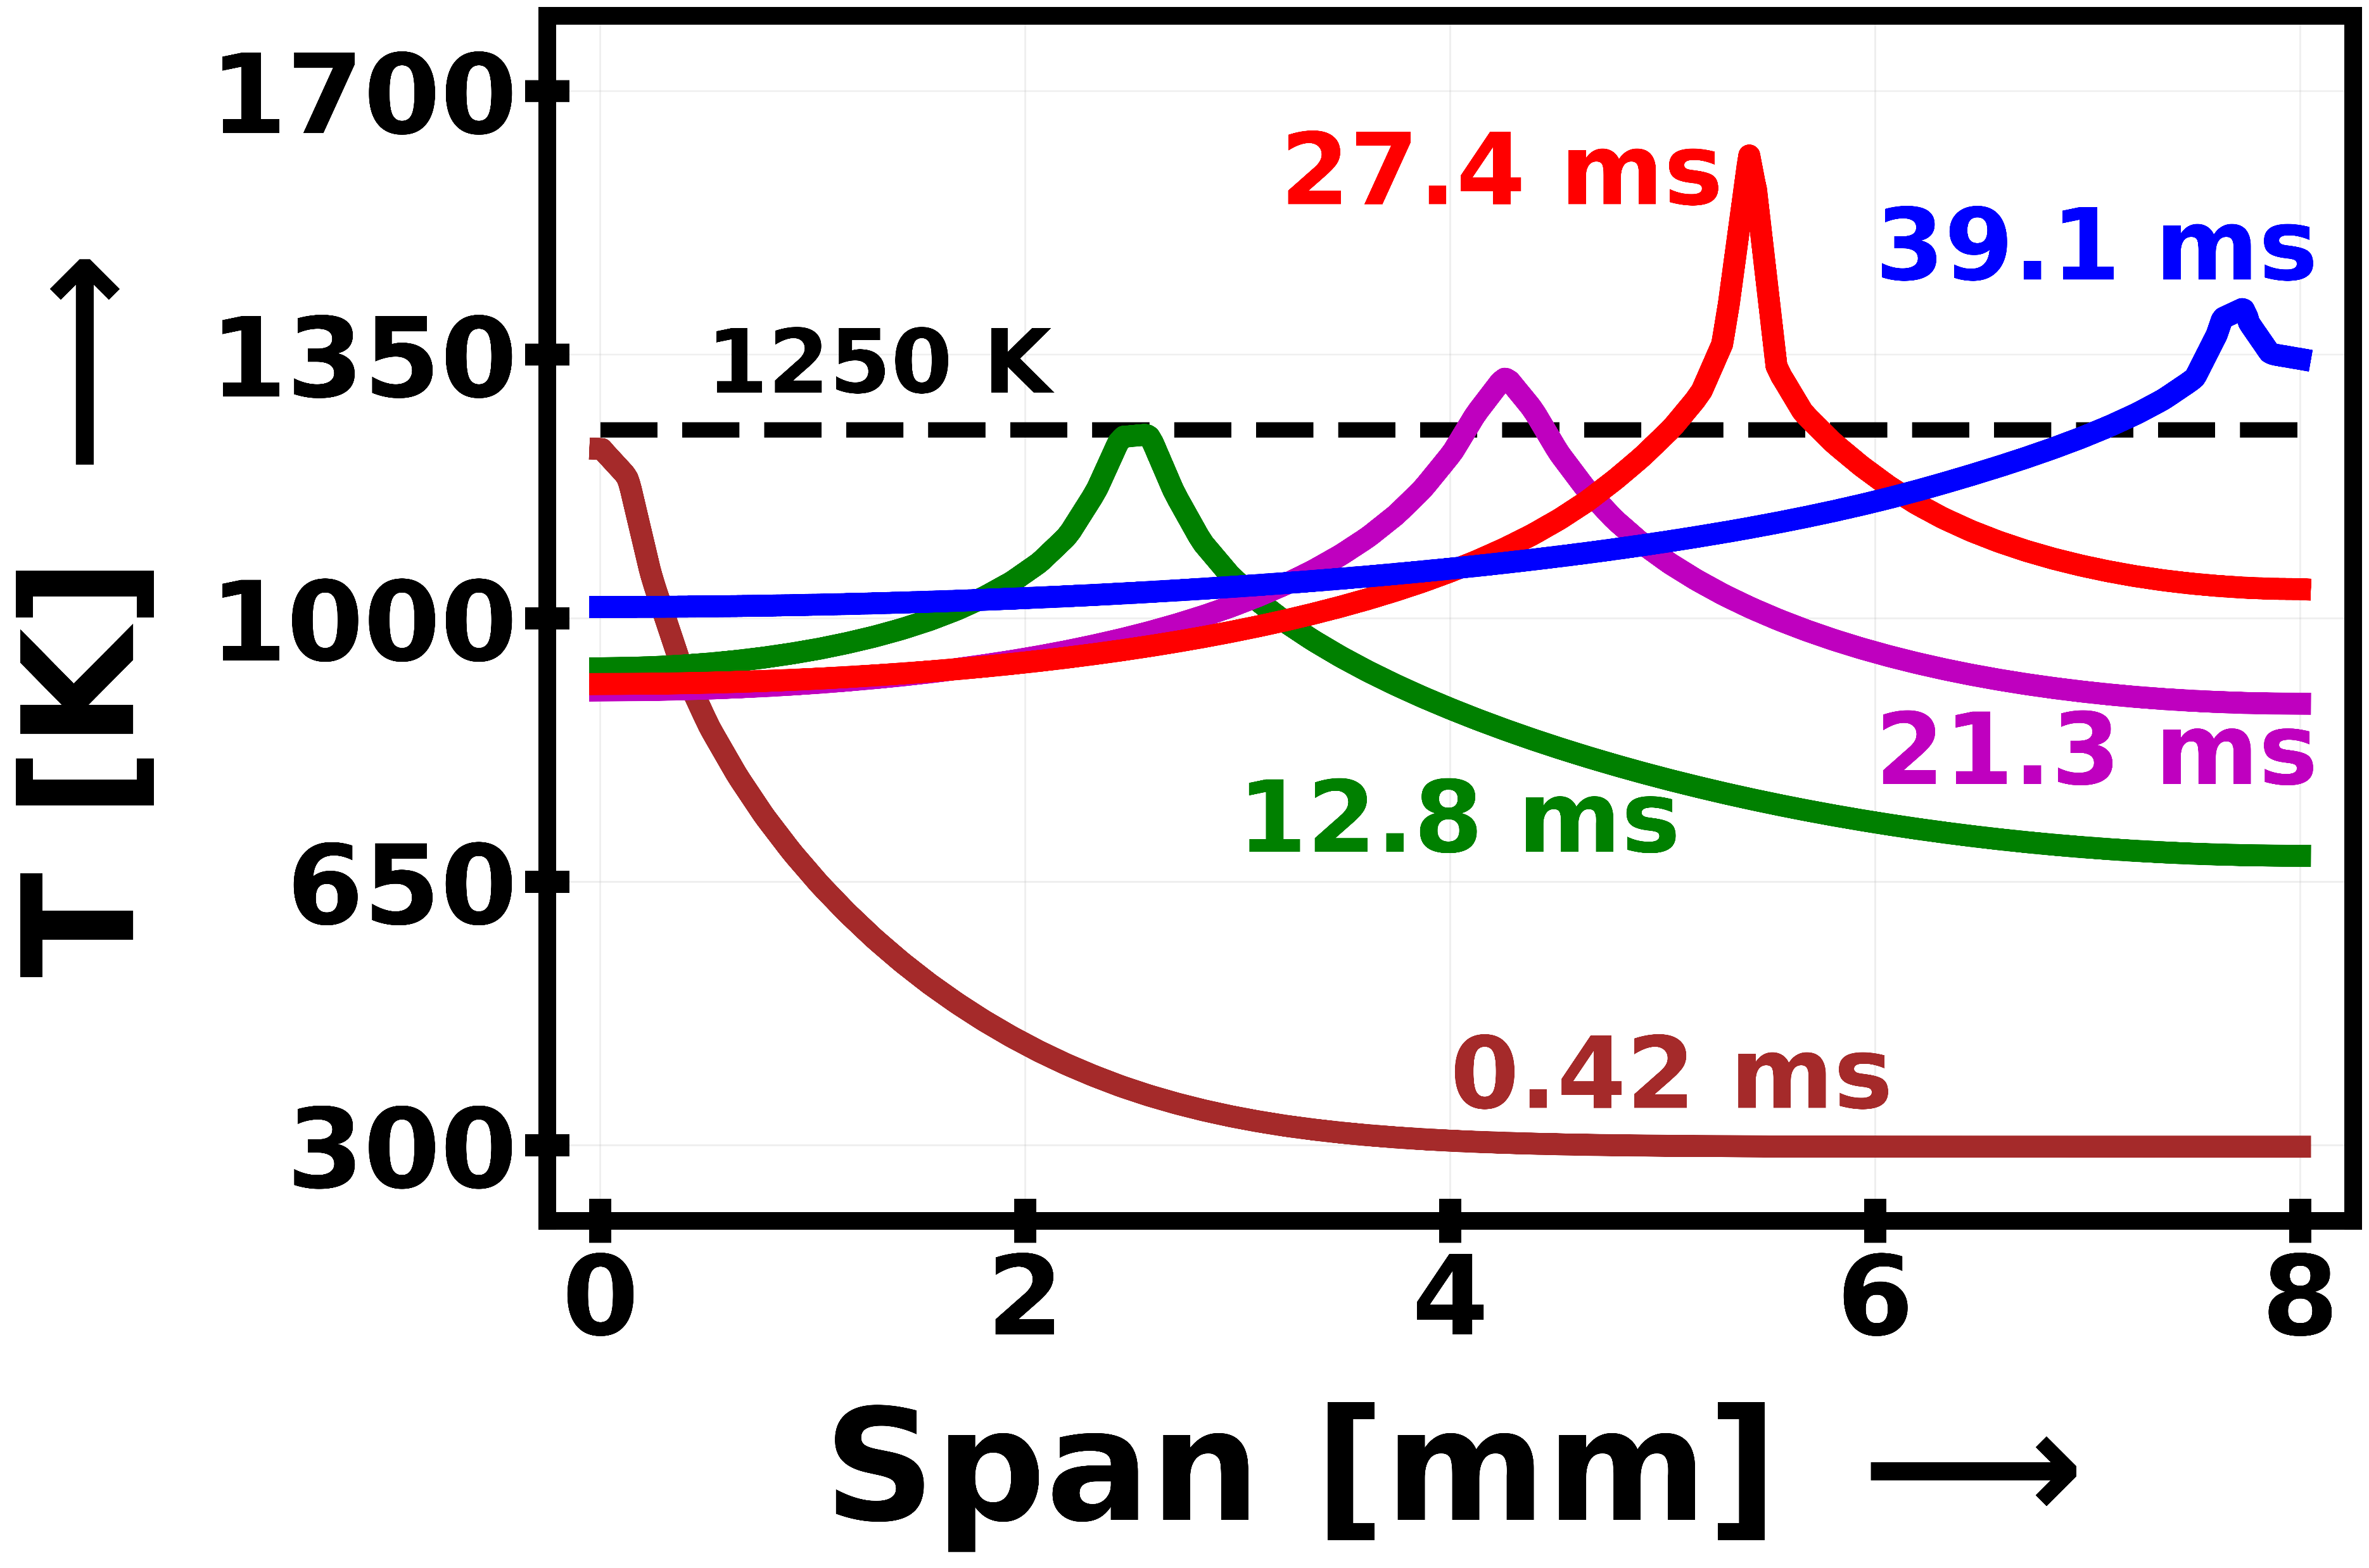 1700
1350
1000
650
300
T [K] ⟶
27.4 ms
39.1 ms
1250 K
21.3 ms
12.8 ms
0.42 ms
0 2 4 6 8
Span [mm] ⟶